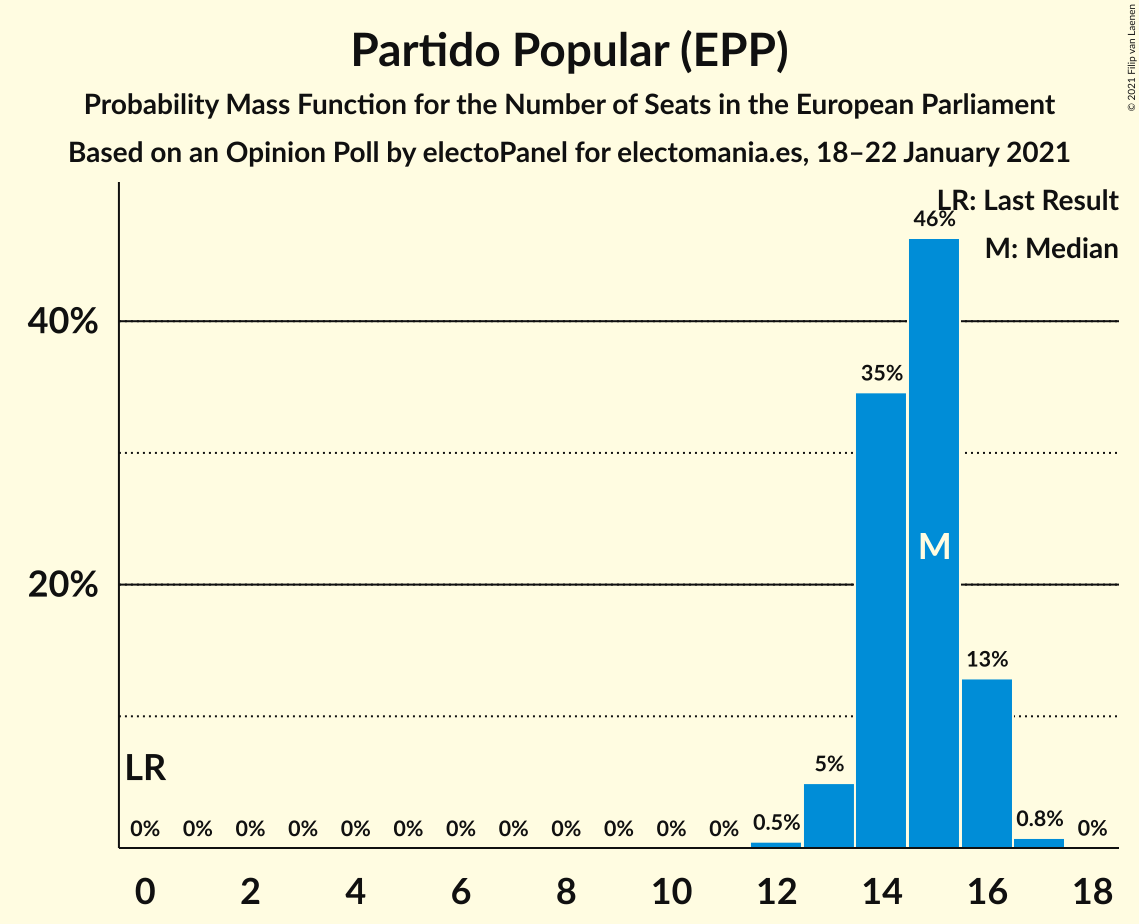 Partido Popular (EPP)
Probability Mass Function for the Number of Seats in the European Parliament
Based on an Opinion Poll by electoPanel for electomania.es, 18–22 January 2021
© 2021 Filip van Laenen
LR: Last Result
M: Median
46%
40%
35%
M
20%
13%
LR
5%
0% 0% 0% 0% 0% 0% 0% 0% 0% 0% 0% 0% 0.5% 0.8% 0%
0 2 4 6 8 10 12 14 16 18